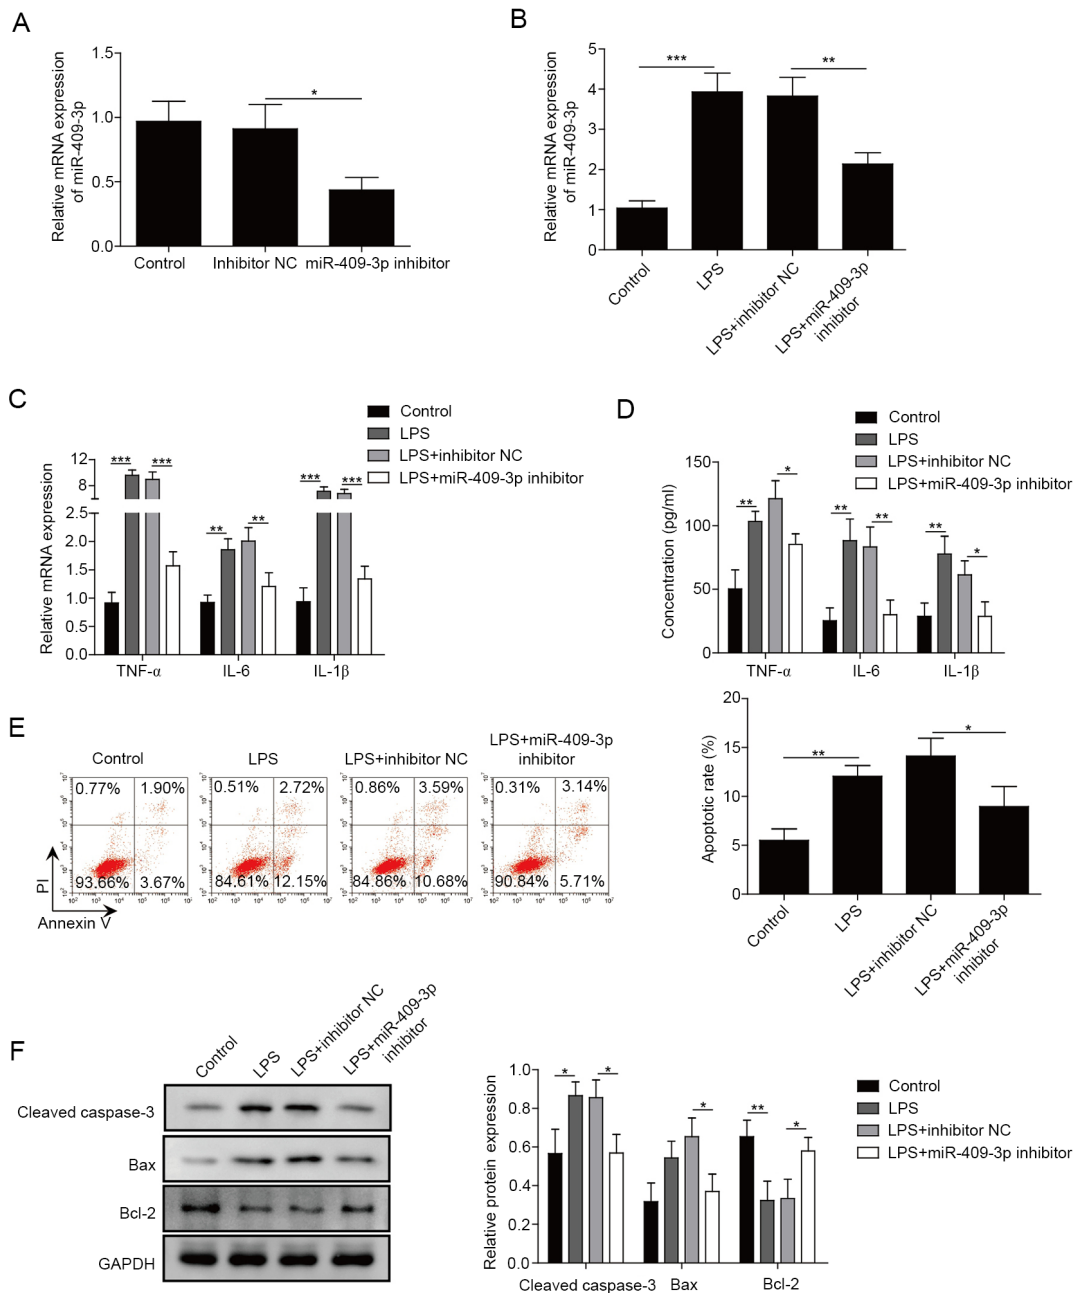 A
Relative mRNA expression
of miR-409-3p
1.5
1.0
0.5
0.0
*
Control
Inhibitor NC
miR-409-3p inhibitor
B
Relative mRNA expression
of miR-409-3p
5
4
3
2
1
0
***
**
Control
LPS
LPS+inhibitor NC
LPS+miR-409-3p
inhibitor
C
Control
LPS
LPS+inhibitor NC
LPS+miR-409-3p inhibitor
Relative mRNA expression
12
8
2.5
2.0
1.5
1.0
0.5
0.0
*** ***
** **
*** ***
TNF-α
IL-6
IL-1β
D
Control
LPS
LPS+inhibitor NC
LPS+miR-409-3p inhibitor
Concentration (pg/ml)
150
100
50
0
** *
** **
** *
TNF-α
IL-6
IL-1β
E
Control
0.77% 1.90%
93.66% 3.67%
LPS
0.51% 2.72%
84.61% 12.15%
LPS+inhibitor NC
0.86% 3.59%
84.86% 10.68%
LPS+miR-409-3p
inhibitor
0.31% 3.14%
90.84% 5.71%
PI
Annexin V
Apoptotic rate (%)
20
15
10
5
0
**
*
Control
LPS
LPS+inhibitor NC
LPS+miR-409-3p
inhibitor
F
Control
LPS
LPS+inhibitor NC
LPS+miR-409-3p
inhibitor
Cleaved caspase-3
Bax
Bcl-2
GAPDH
Relative protein expression
1.0
0.8
0.6
0.4
0.2
0.0
* *
*
** *
Cleaved caspase-3
Bax
Bcl-2
Control
LPS
LPS+inhibitor NC
LPS+miR-409-3p inhibitor